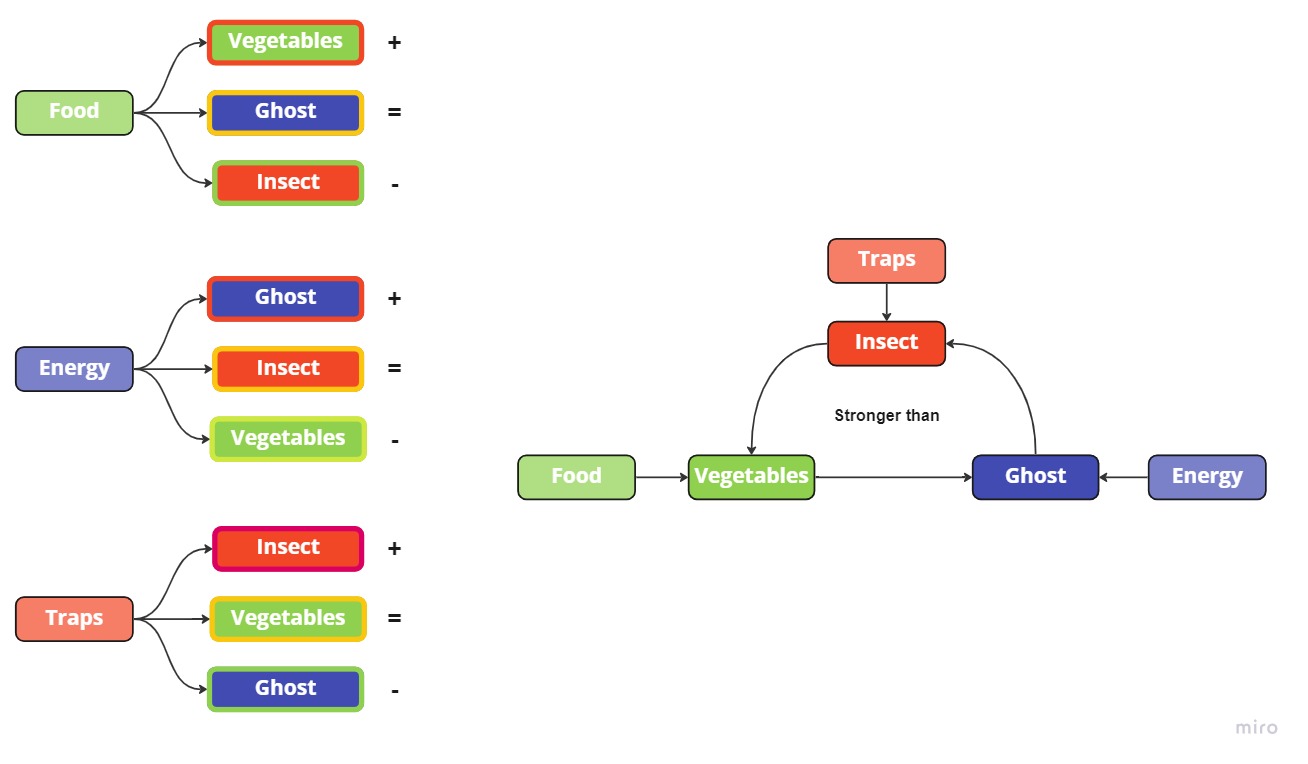 Vegetables +
Food
Ghost =
Insect -
Ghost +
Energy
Insect =
Vegetables -
Insect +
Traps
Vegetables =
Ghost -
Traps
Insect
Stronger than
Food
Vegetables
Ghost
Energy
miro